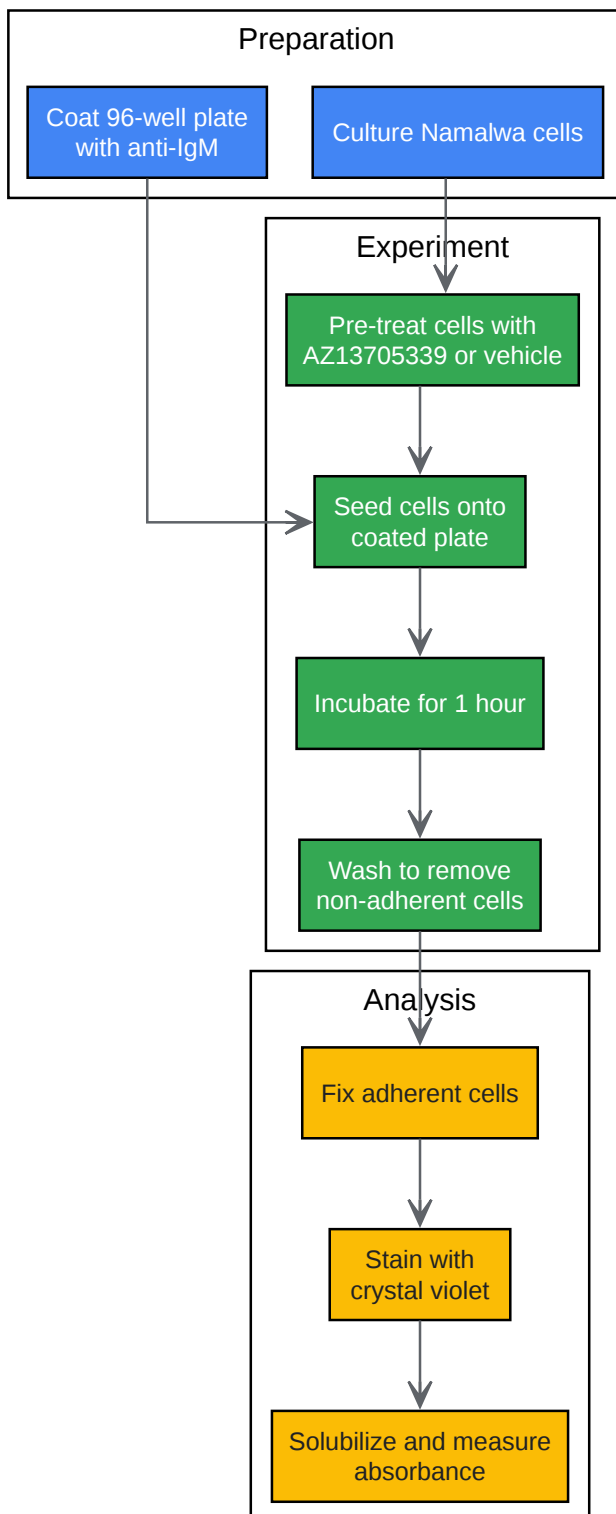 Preparation
Coat 96-well plate
with anti-IgM
Culture Namalwa cells
Experiment
Pre-treat cells with
AZ13705339 or vehicle
Seed cells onto
coated plate
Incubate for 1 hour
Wash to remove
non-adherent cells
Analysis
Fix adherent cells
Stain with
crystal violet
Solubilize and measure
absorbance